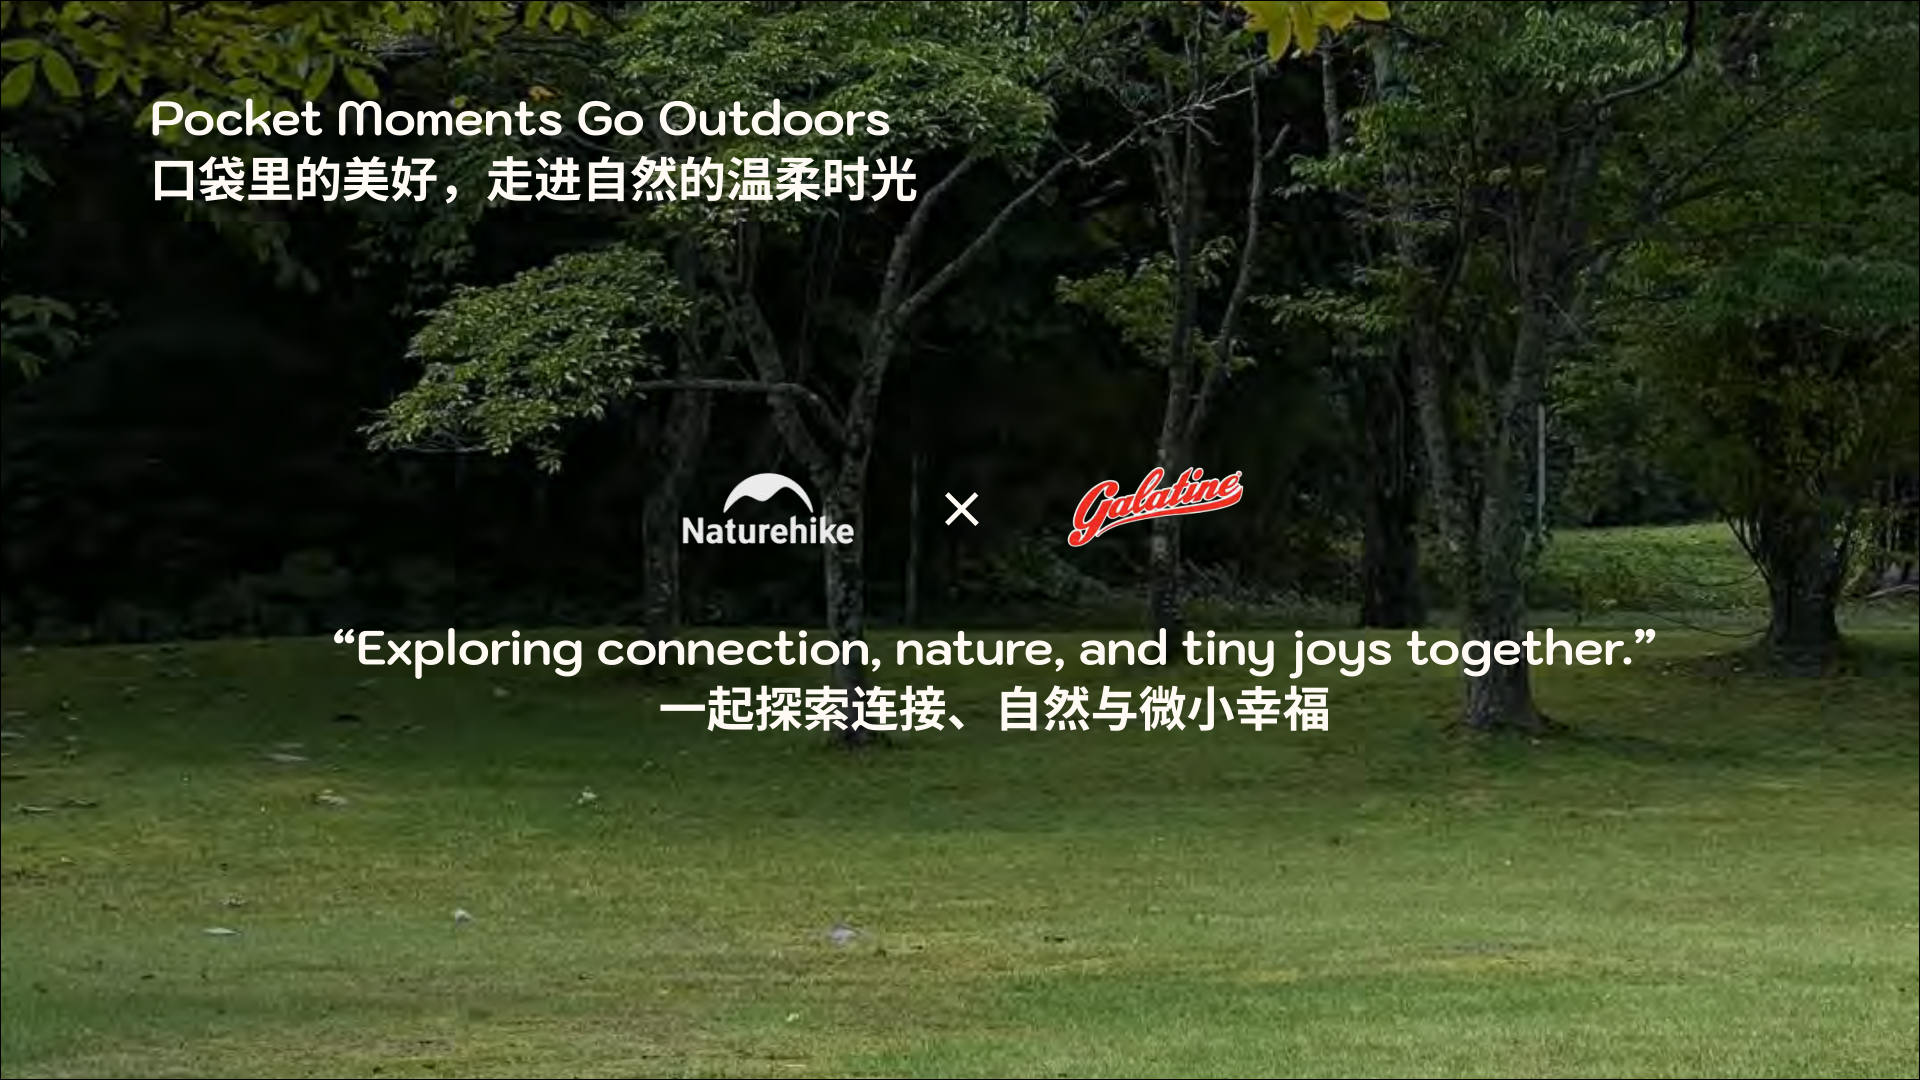 Pocket Moments Go Outdoors
口袋里的美好，走进自然的温柔时光
Naturehike × Galatine
“Exploring connection, nature, and tiny joys together.”
一起探索连接、自然与微小幸福